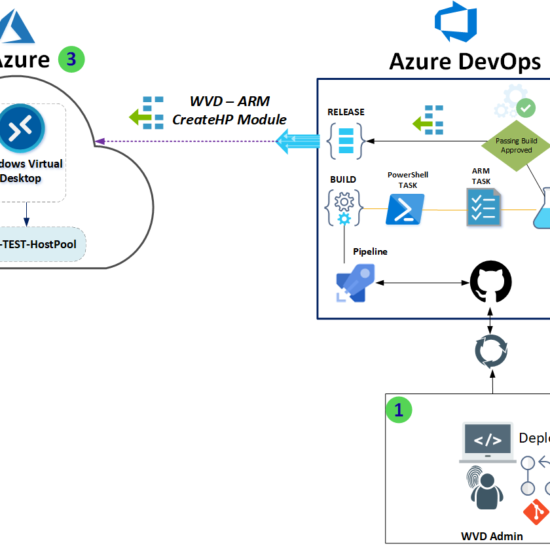 Azure 3
Windows Virtual
Desktop
-TEST-HostPool
WVD – ARM
CreateHP Module
Azure DevOps
RELEASE
Passing Build
Approved
BUILD
PowerShell
TASK
ARM
TASK
Pipeline
1
</>
Deplo
WVD Admin